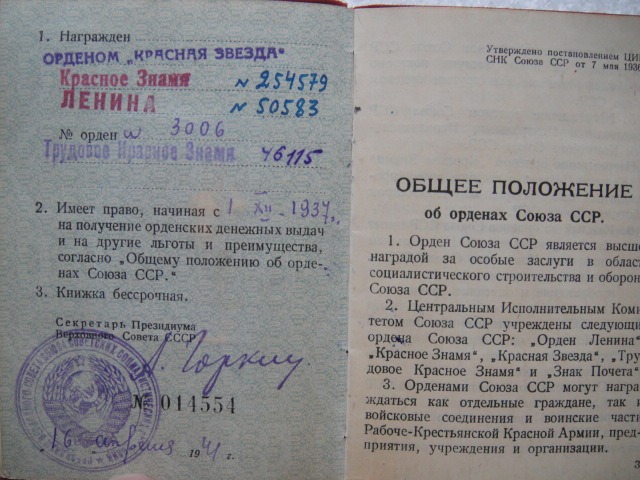 1. Награжден
ОРДЕНОМ „КРАСНАЯ ЗВЕЗДА“
Красное Знамя № 254579
ЛЕНИНА № 50583
№ орден 3006
Трудовое Красное Знамя 46115
2. Имеет право, начиная с 1 XII - 1937 г.
на получение орденских денежных выдач
и на другие льготы и преимущества,
согласно „Общему положению об орде-
нах Союза ССР.“
3. Книжка бессрочная.
Секретарь Президиума
Верховного Совета СССР
А. Горкин
№ 014554
16 апреля 1941 г.
Утверждено постановлением ЦИК
СНК Союза ССР от 7 мая 1936
ОБЩЕЕ ПОЛОЖЕНИЕ
об орденах Союза ССР.
1. Орден Союза ССР является высше
наградой за особые заслуги в област
социалистического строительства и оборон
Союза ССР.
2. Центральным Исполнительным Коми
тетом Союза ССР учреждены следующи
ордена Союза ССР: „Орден Ленина“
„Красное Знамя“, „Красная Звезда“, „Тру
довое Красное Знамя“ и „Знак Почета“
3. Орденами Союза ССР могут награ
ждаться как отдельные граждане, так и
войсковые соединения и воинские част
Рабоче-Крестьянской Красной Армии, пред-
приятия, учреждения и организации.
3